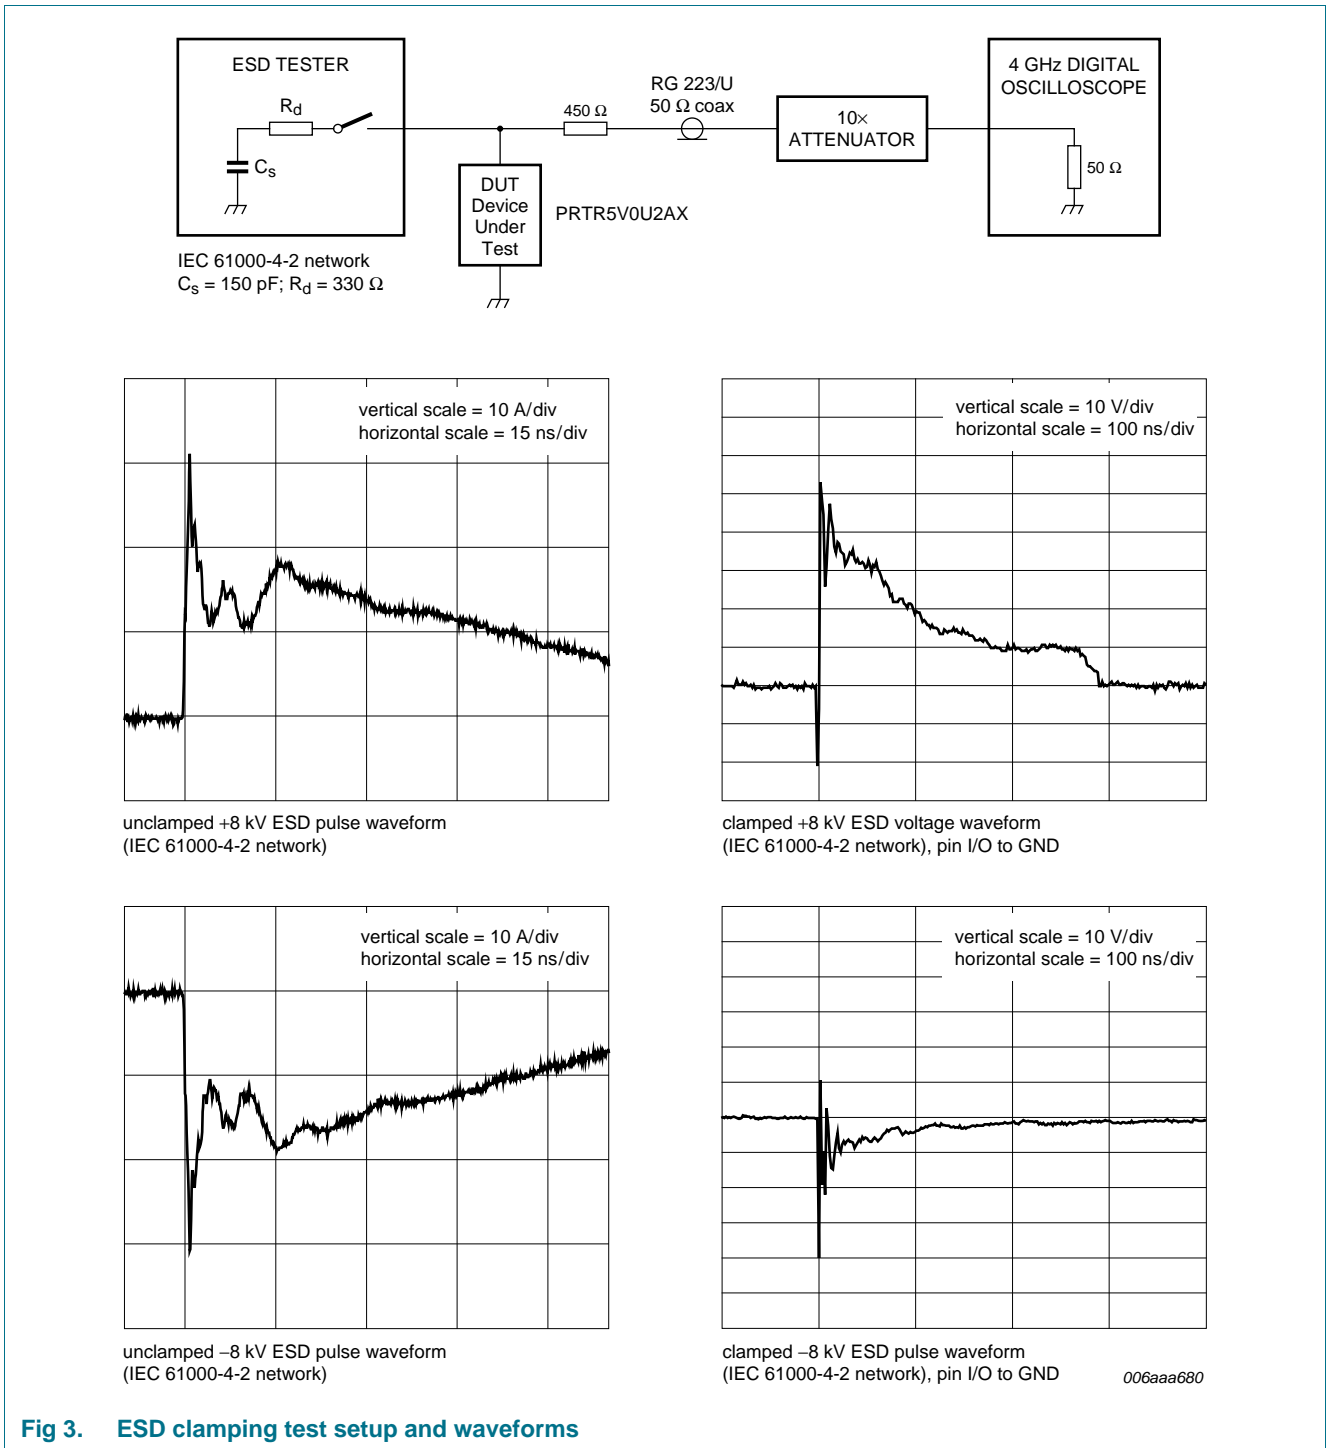 ESD TESTER
Rd
Cs
IEC 61000-4-2 network
Cs = 150 pF; Rd = 330 Ω
DUT
Device
Under
Test
PRTR5V0U2AX
450 Ω
RG 223/U
50 Ω coax
10×
ATTENUATOR
4 GHz DIGITAL
OSCILLOSCOPE
50 Ω
vertical scale = 10 A/div
horizontal scale = 15 ns/div
unclamped +8 kV ESD pulse waveform
(IEC 61000-4-2 network)
vertical scale = 10 V/div
horizontal scale = 100 ns/div
clamped +8 kV ESD voltage waveform
(IEC 61000-4-2 network), pin I/O to GND
vertical scale = 10 A/div
horizontal scale = 15 ns/div
unclamped −8 kV ESD pulse waveform
(IEC 61000-4-2 network)
vertical scale = 10 V/div
horizontal scale = 100 ns/div
clamped −8 kV ESD pulse waveform
(IEC 61000-4-2 network), pin I/O to GND
006aaa680
Fig 3. ESD clamping test setup and waveforms